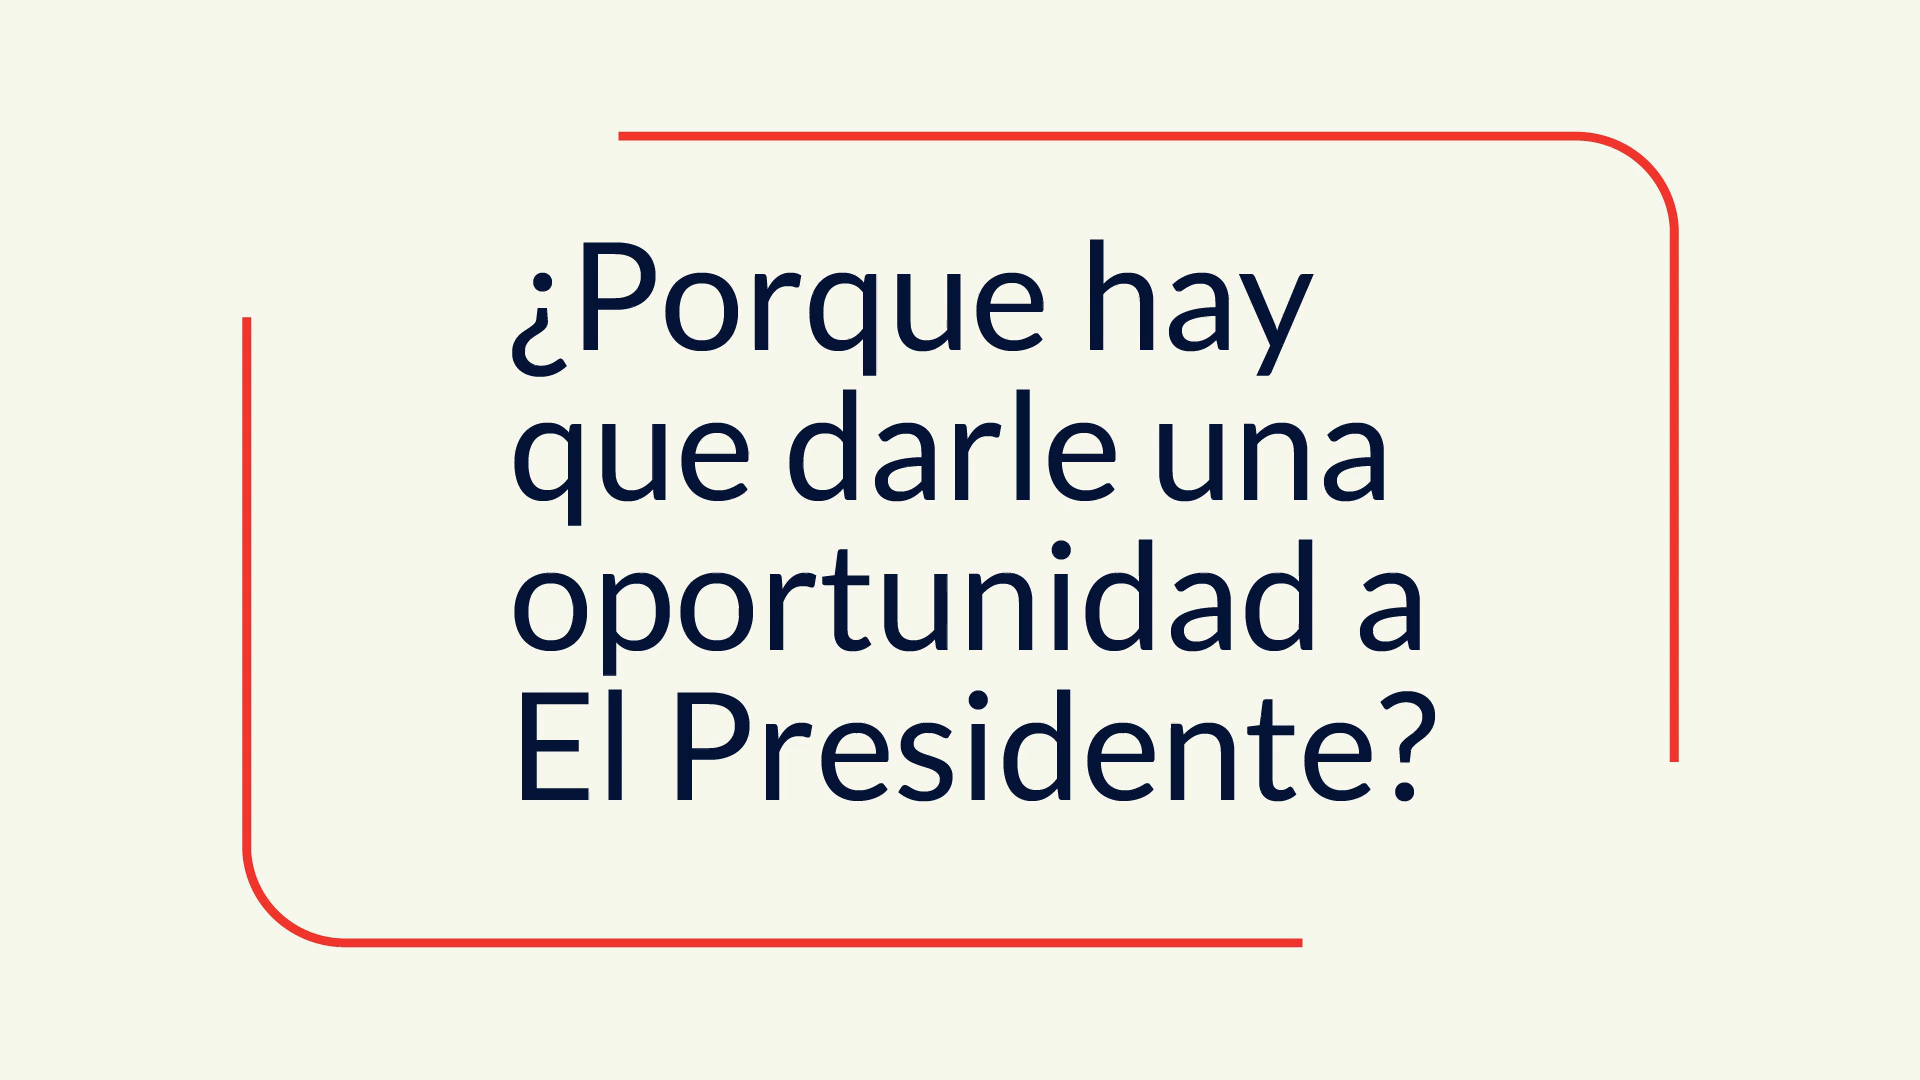 ¿Porque hay
que darle una
oportunidad a
El Presidente?